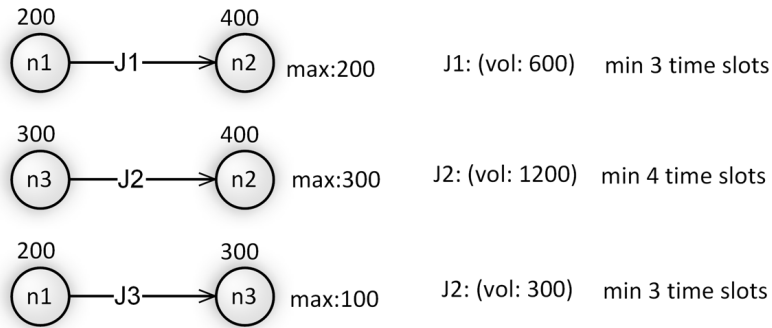 200 400
n1 J1 n2 max:200 J1: (vol: 600) min 3 time slots
300 400
n3 J2 n2 max:300 J2: (vol: 1200) min 4 time slots
200 300
n1 J3 n3 max:100 J2: (vol: 300) min 3 time slots